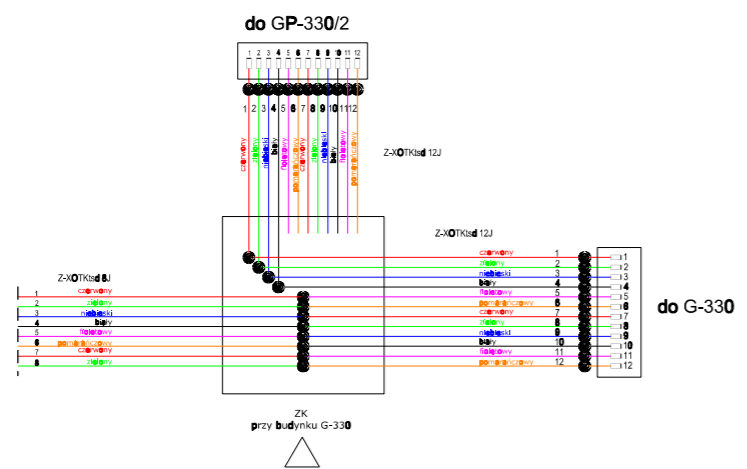 do GP-330/2
1 2 3 4 5 6 7 8 9 10 11 12
1 2 3 4 5 6 7 8 9 10 11 12
czerwony
zielony
niebieski
biały
fioletowy
pomarańczowy
czerwony
zielony
niebieski
biały
fioletowy
pomarańczowy
Z-XOTKtsd 12J
Z-XOTKtsd 12J
Z-XOTKtsd 8J
czerwony 1 1
zielony 2 2
niebieski 3 3
biały 4 4
fioletowy 5 5
pomarańczowy 6 6
czerwony 7 7
zielony 8 8
niebieski 9 9
biały 10 10
fioletowy 11 11
pomarańczowy 12 12
do G-330
1 czerwony
2 zielony
3 niebieski
4 biały
5 fioletowy
6 pomarańczowy
7 czerwony
8 zielony
ZK
przy budynku G-330